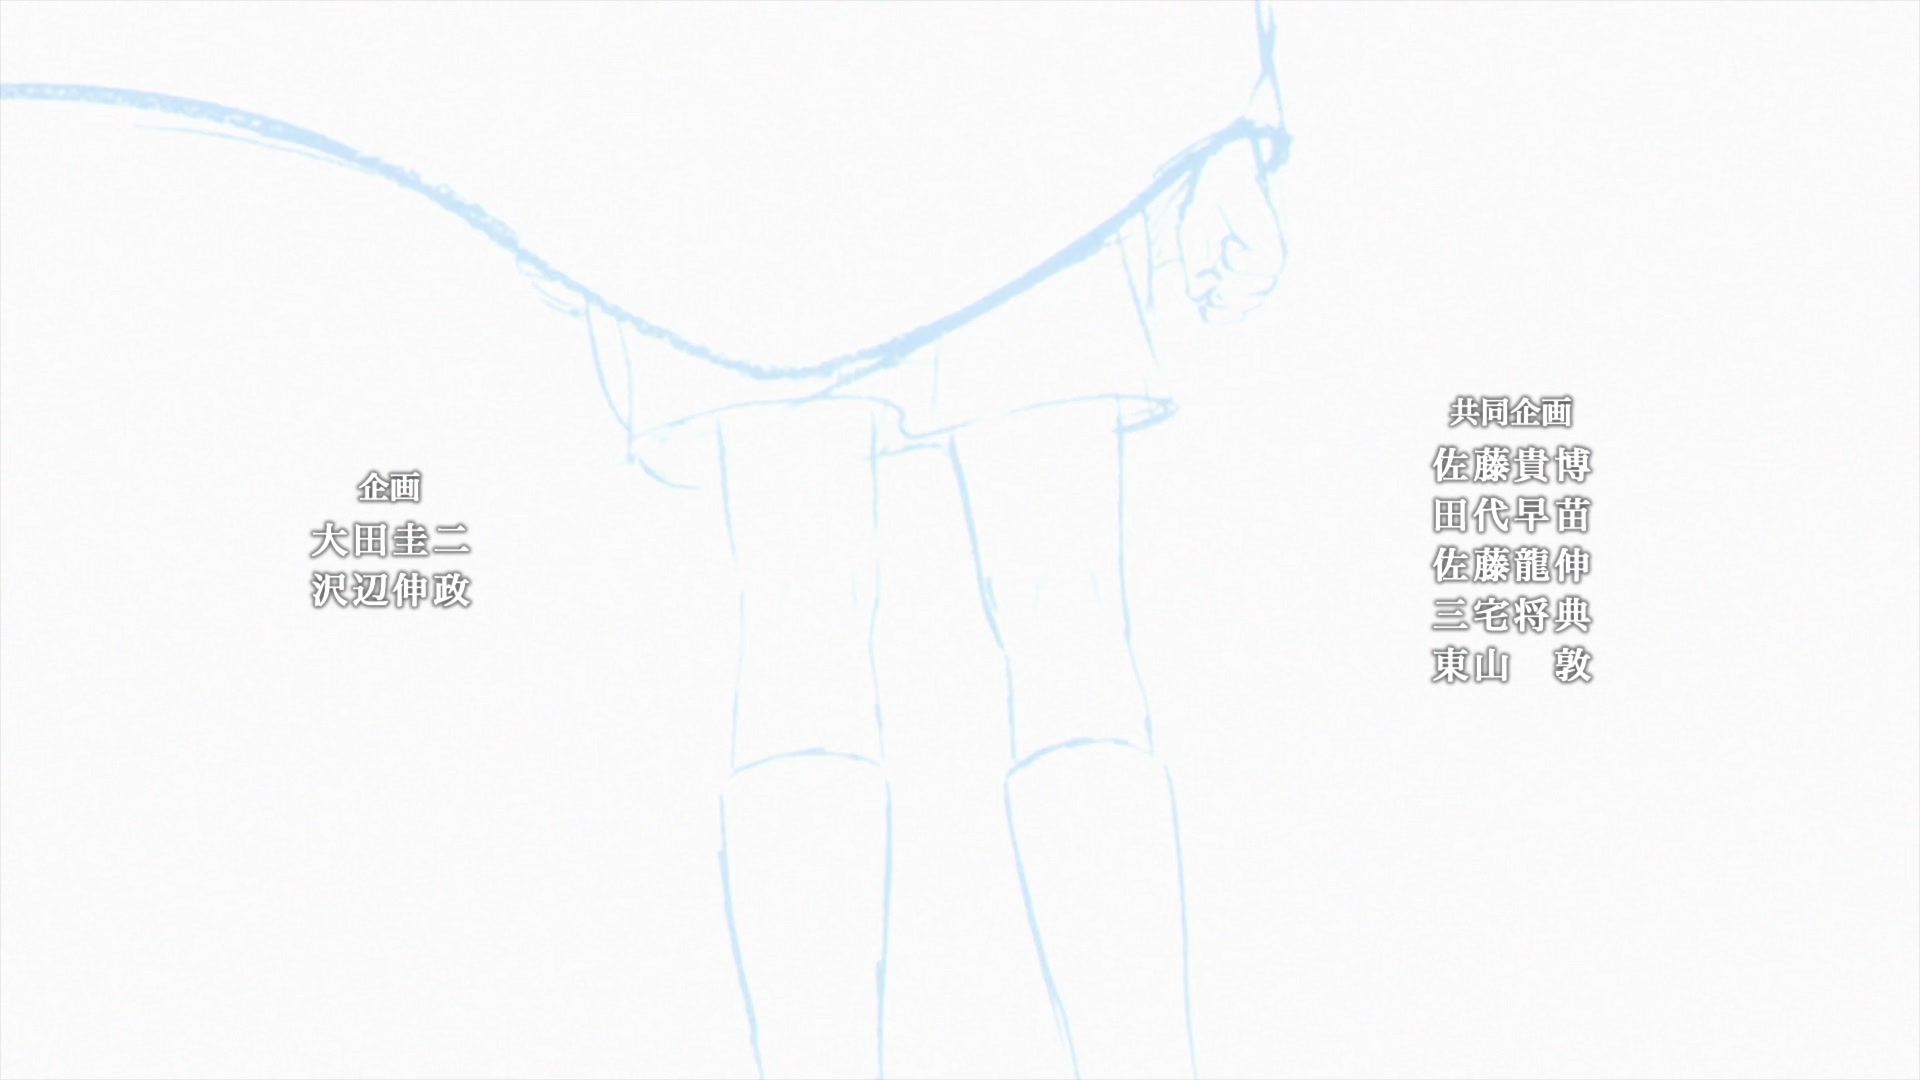 企画
大田圭二
沢辺伸政
共同企画
佐藤貴博
田代早苗
佐藤龍伸
三宅将典
東山　敦